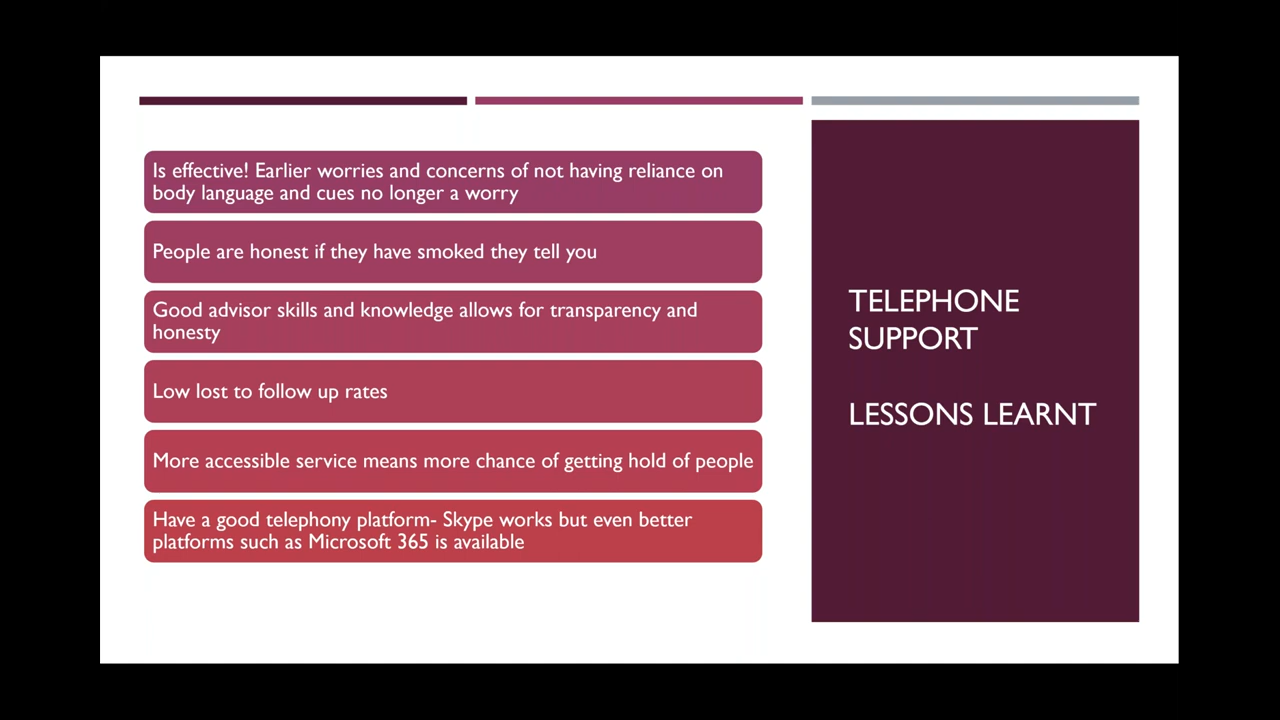 Is effective! Earlier worries and concerns of not having reliance on
body language and cues no longer a worry
People are honest if they have smoked they tell you
Good advisor skills and knowledge allows for transparency and
honesty
Low lost to follow up rates
More accessible service means more chance of getting hold of people
Have a good telephony platform- Skype works but even better
platforms such as Microsoft 365 is available
TELEPHONE
SUPPORT
LESSONS LEARNT